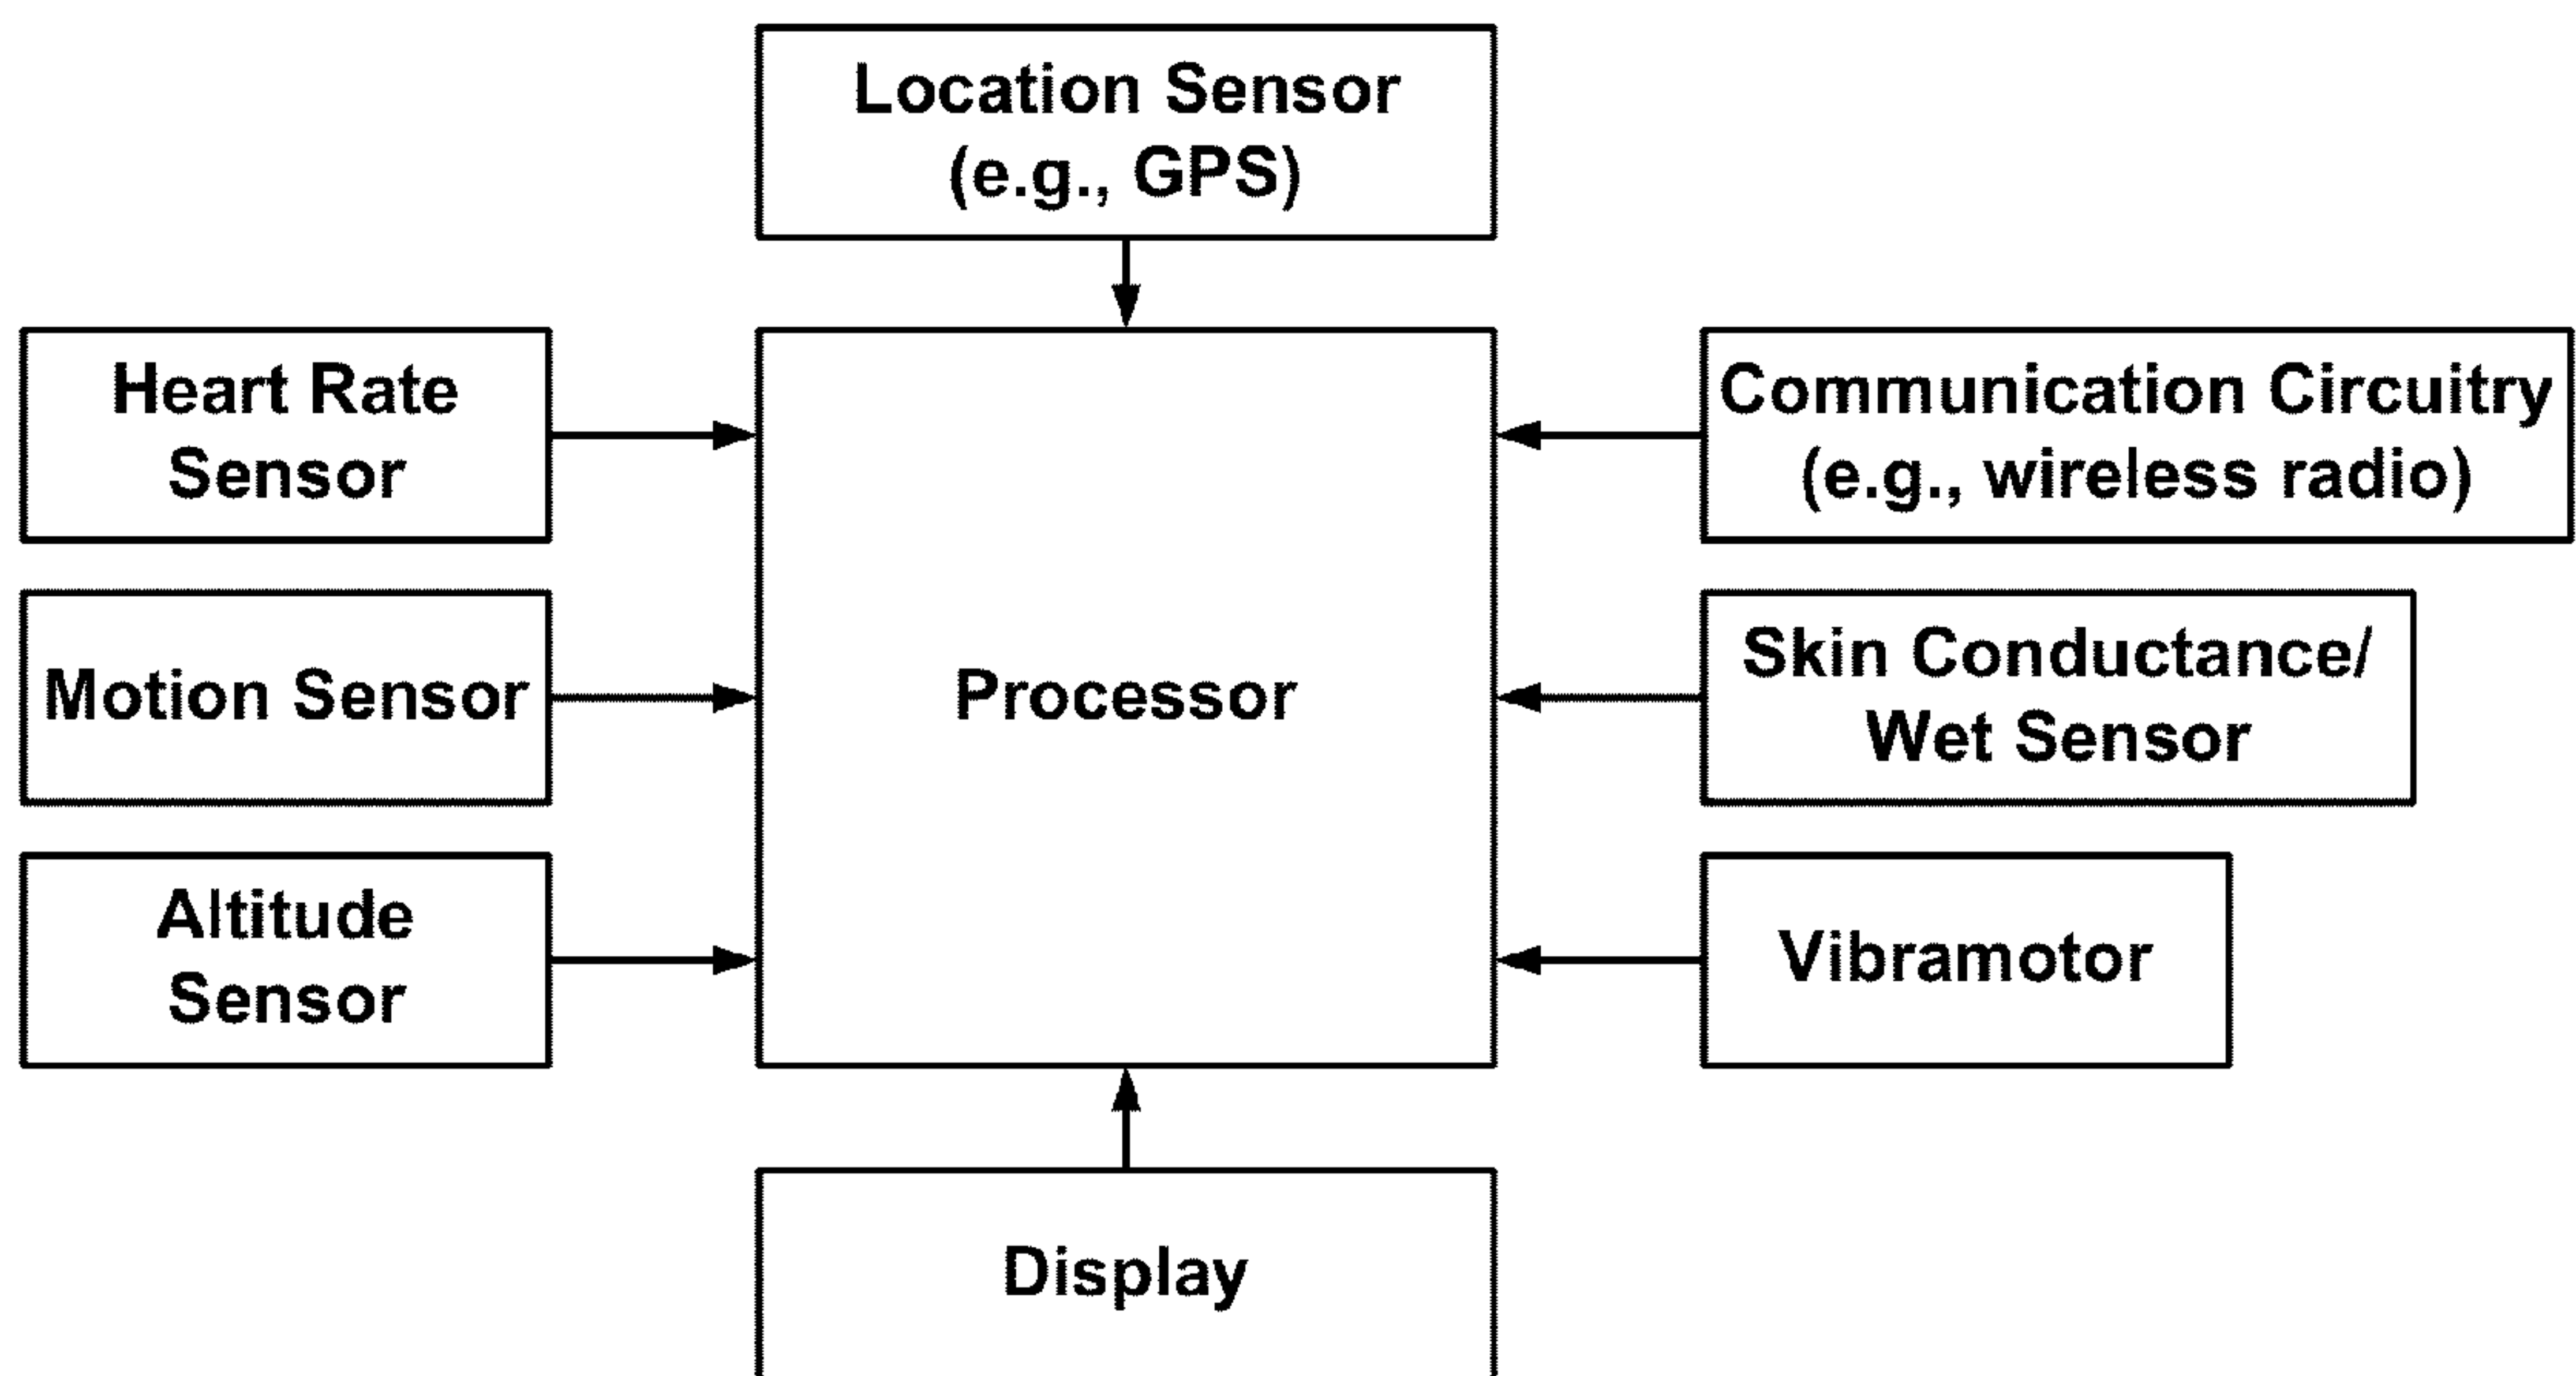 Location Sensor
(e.g., GPS)
Heart Rate
Sensor
Communication Circuitry
(e.g., wireless radio)
Motion Sensor
Processor
Skin Conductance/
Wet Sensor
Altitude
Sensor
Vibramotor
Display